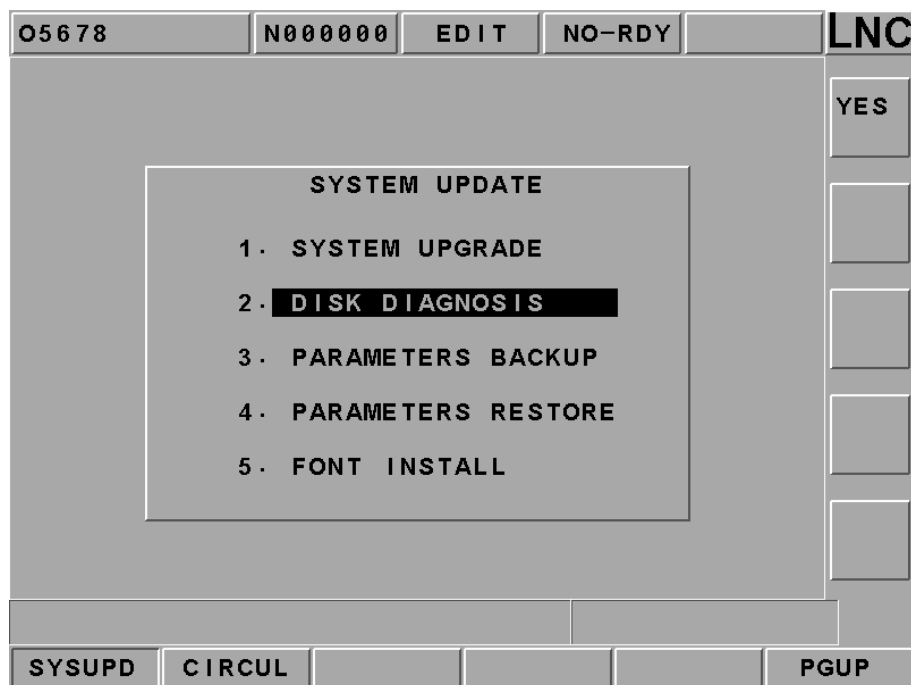 O5678 N000000 EDIT NO-RDY LNC
YES
SYSTEM UPDATE
1. SYSTEM UPGRADE
2. DISK DIAGNOSIS
3. PARAMETERS BACKUP
4. PARAMETERS RESTORE
5. FONT INSTALL
SYSUPD CIRCUL PGUP